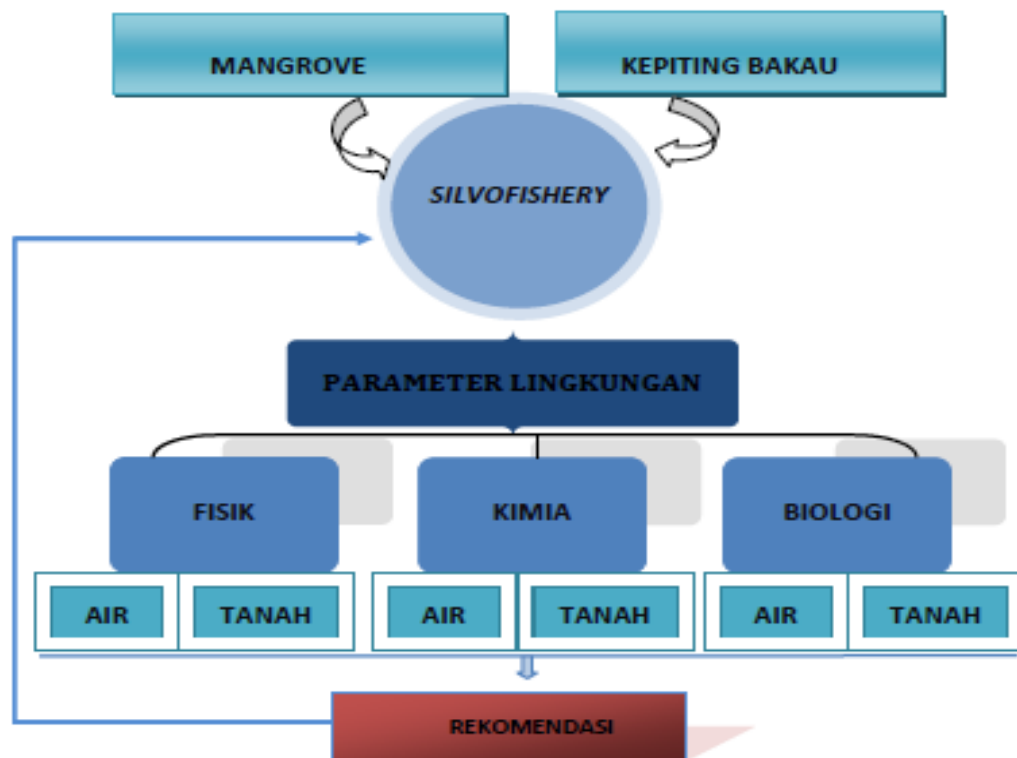 MANGROVE
KEPITING BAKAU
SILVOFISHERY
PARAMETER LINGKUNGAN
FISIK
KIMIA
BIOLOGI
AIR
TANAH
AIR
TANAH
AIR
TANAH
REKOMENDASI